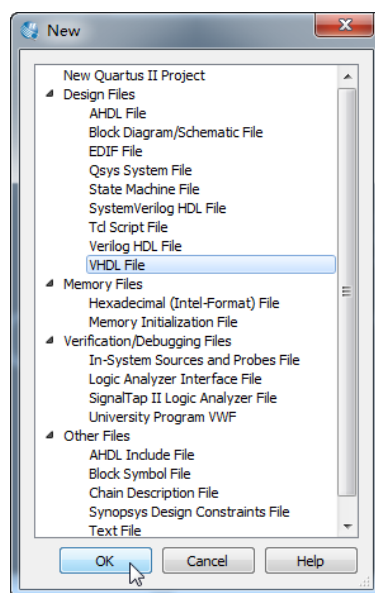 New
New Quartus II Project
Design Files
AHDL File
Block Diagram/Schematic File
EDIF File
Qsys System File
State Machine File
SystemVerilog HDL File
Tcl Script File
Verilog HDL File
VHDL File
Memory Files
Hexadecimal (Intel-Format) File
Memory Initialization File
Verification/Debugging Files
In-System Sources and Probes File
Logic Analyzer Interface File
SignalTap II Logic Analyzer File
University Program VWF
Other Files
AHDL Include File
Block Symbol File
Chain Description File
Synopsys Design Constraints File
Text File
OK Cancel Help